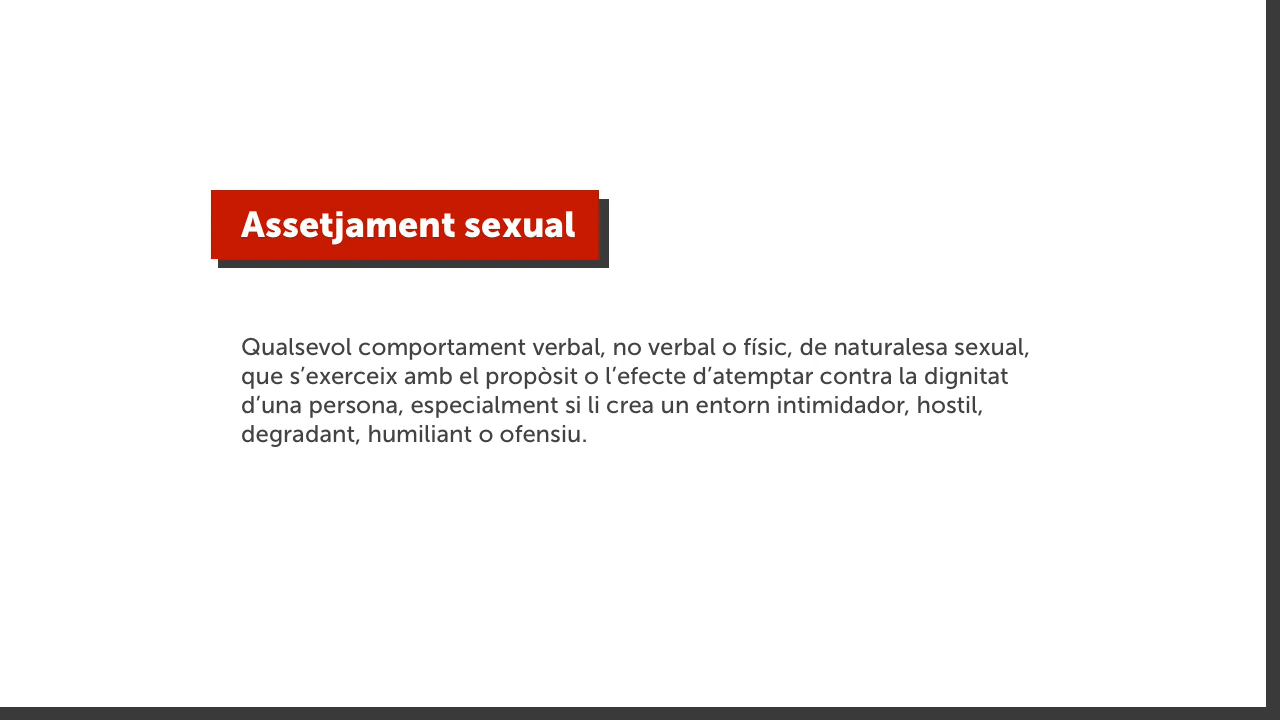 Assetjament sexual
Qualsevol comportament verbal, no verbal o físic, de naturalesa sexual,
que s’exerceix amb el propòsit o l’efecte d’atemptar contra la dignitat
d’una persona, especialment si li crea un entorn intimidador, hostil,
degradant, humiliant o ofensiu.